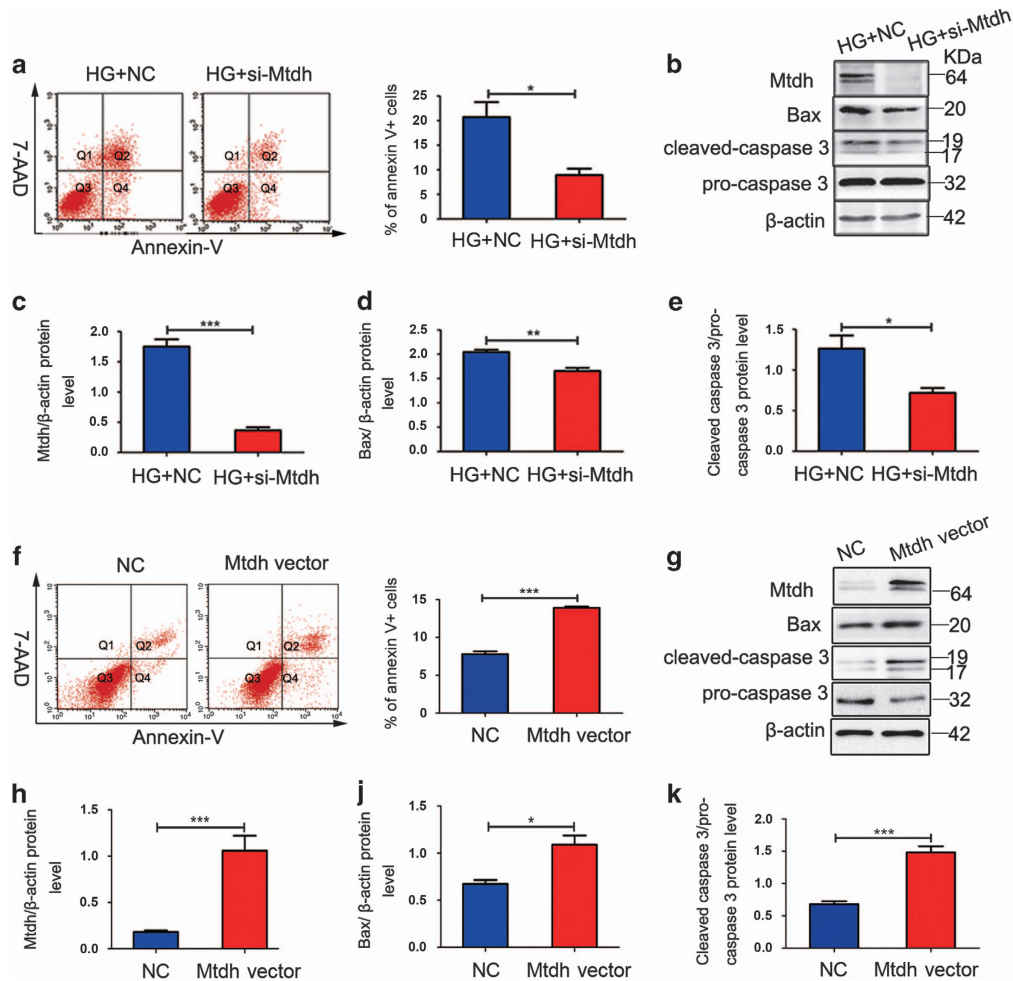 a
HG+NC
HG+si-Mtdh
7-AAD
Q1
Q2
Q3
Q4
Q1
Q2
Q3
Q4
Annexin-V
% of annexin V+ cells
25
20
15
10
5
0
*
HG+NC
HG+si-Mtdh
b
HG+NC
HG+si-Mtdh
KDa
Mtdh
64
Bax
20
cleaved-caspase 3
19
17
pro-caspase 3
32
β-actin
42
c
Mtdh/β-actin protein
level
2.0
1.5
1.0
0.5
0.0
***
HG+NC
HG+si-Mtdh
d
Bax/ β-actin protein
level
2.5
2.0
1.5
1.0
0.5
0.0
**
HG+NC
HG+si-Mtdh
e
Cleaved caspase 3/pro-
caspase 3 protein level
1.5
1.0
0.5
0.0
*
HG+NC
HG+si-Mtdh
f
NC
Mtdh vector
7-AAD
Q1
Q2
Q3
Q4
Q1
Q2
Q3
Q4
Annexin-V
% of annexin V+ cells
15
10
5
0
***
NC
Mtdh vector
g
NC
Mtdh vector
Mtdh
64
Bax
20
cleaved-caspase 3
19
17
pro-caspase 3
32
β-actin
42
h
Mtdh/β-actin protein
level
1.5
1.0
0.5
0.0
***
NC
Mtdh vector
j
Bax/ β-actin protein
level
1.5
1.0
0.5
0.0
*
NC
Mtdh vector
k
Cleaved caspase 3/pro-
caspase 3 protein level
2.0
1.5
1.0
0.5
0.0
***
NC
Mtdh vector